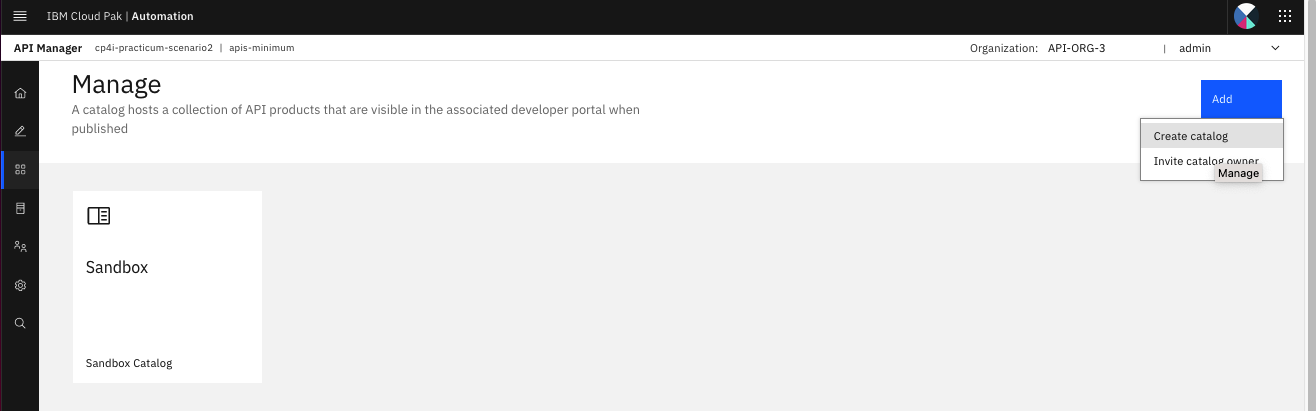 IBM Cloud Pak | Automation
API Manager cp4i-practicum-scenario2 | apis-minimum Organization: API-ORG-3 | admin
Manage
A catalog hosts a collection of API products that are visible in the associated developer portal when
published
Add
Create catalog
Invite catalog owner
Manage
Sandbox
Sandbox Catalog